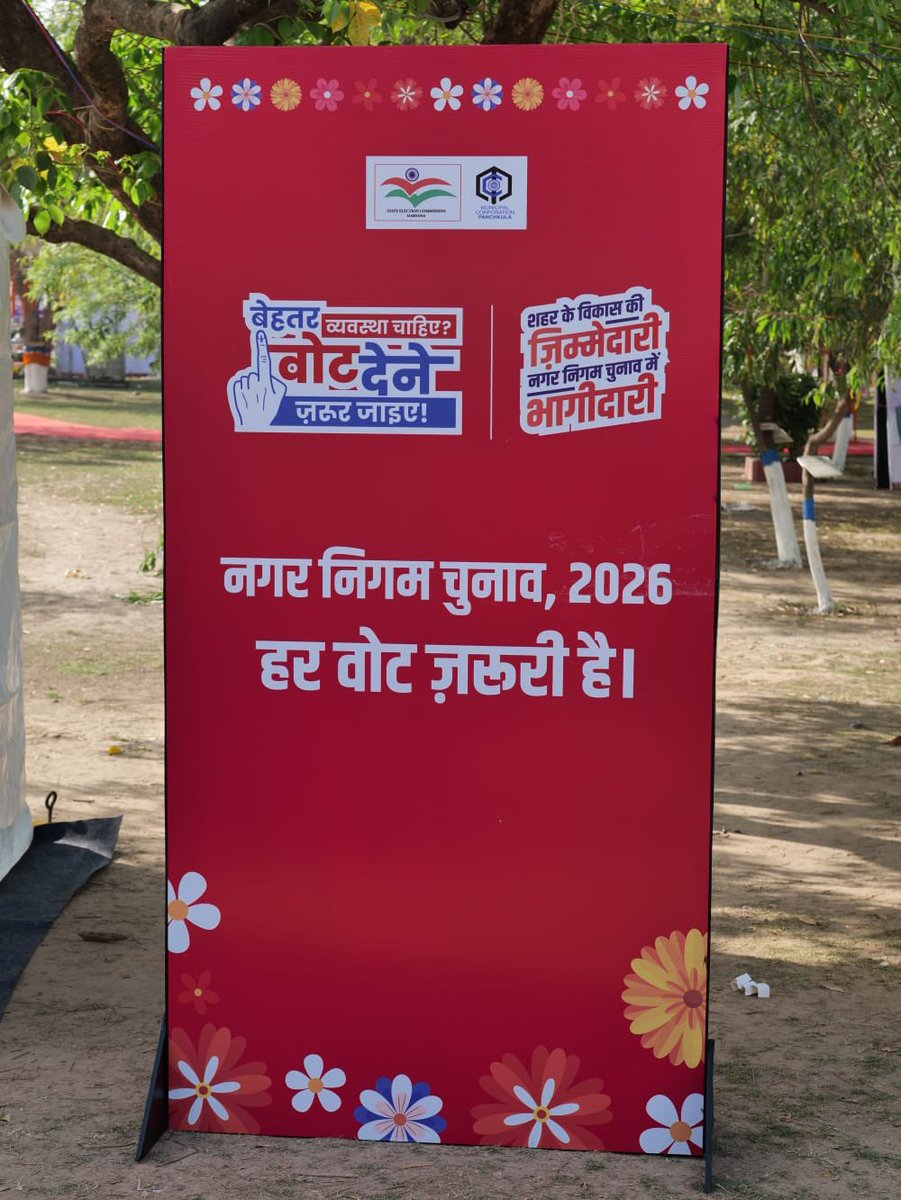 STATE ELECTION COMMISSION
HARYANA
MUNICIPAL
CORPORATION
PANCHKULA
बेहतर व्यवस्था चाहिए?
वोट देने
ज़रूर जाइए!
शहर के विकास की
ज़िम्मेदारी
नगर निगम चुनाव में
भागीदारी
नगर निगम चुनाव, 2026
हर वोट ज़रूरी है।